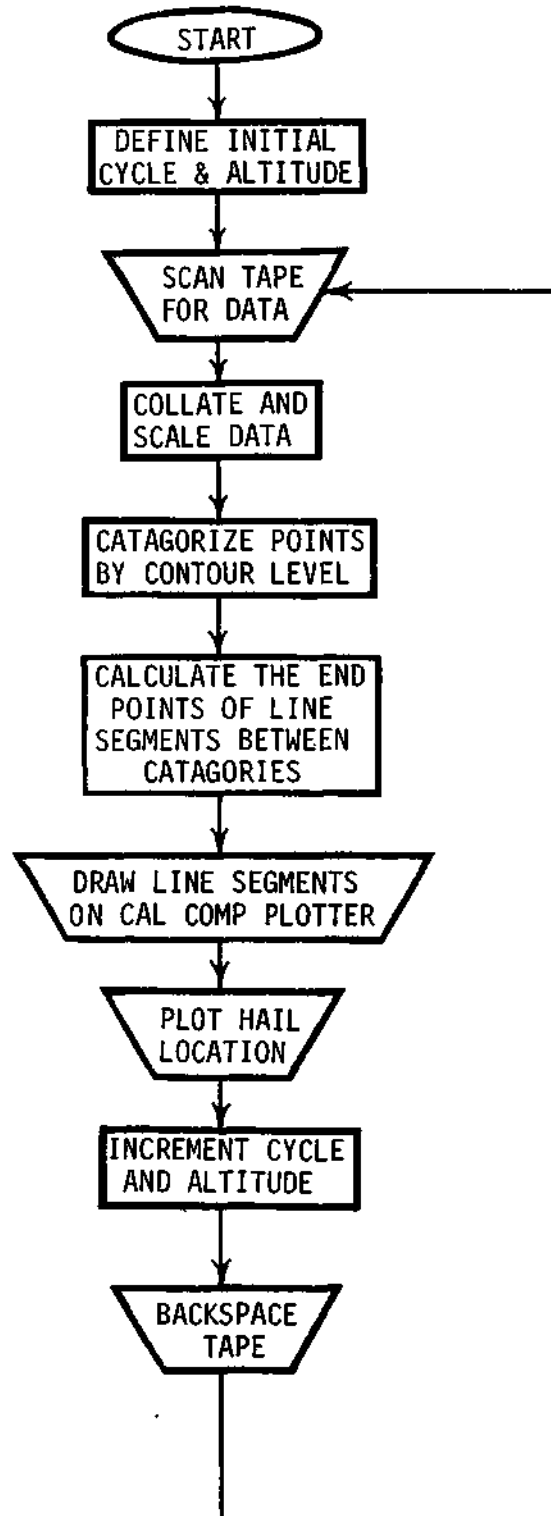 START
DEFINE INITIAL
CYCLE & ALTITUDE
SCAN TAPE
FOR DATA
COLLATE AND
SCALE DATA
CATAGORIZE POINTS
BY CONTOUR LEVEL
CALCULATE THE END
POINTS OF LINE
SEGMENTS BETWEEN
CATAGORIES
DRAW LINE SEGMENTS
ON CAL COMP PLOTTER
PLOT HAIL
LOCATION
INCREMENT CYCLE
AND ALTITUDE
BACKSPACE
TAPE